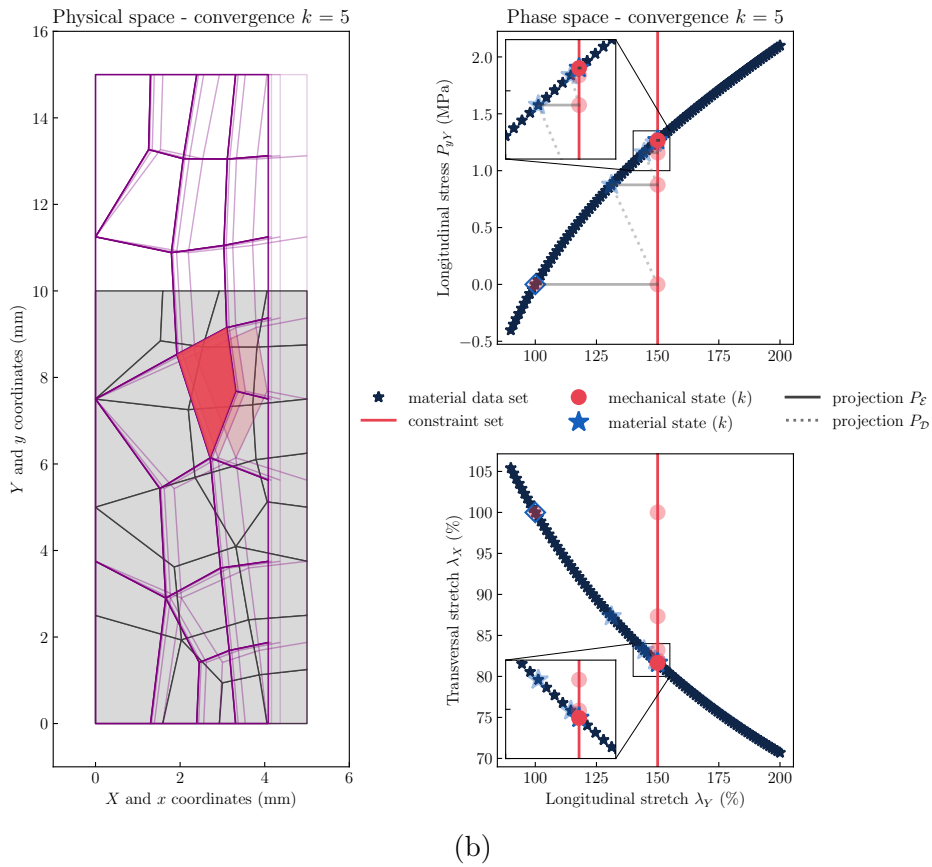 Physical space - convergence k = 5
16
14
12
10
8
6
4
2
0
Y and y coordinates (mm)
0
2
4
6
X and x coordinates (mm)
Phase space - convergence k = 5
2.0
1.5
1.0
0.5
0.0
−0.5
Longitudinal stress P_{yY} (MPa)
100
125
150
175
200
material data set
constraint set
mechanical state (k)
material state (k)
projection P_ℰ
projection P_𝒟
105
100
95
90
85
80
75
70
Transversal stretch λ_X (%)
100
125
150
175
200
Longitudinal stretch λ_Y (%)
(b)